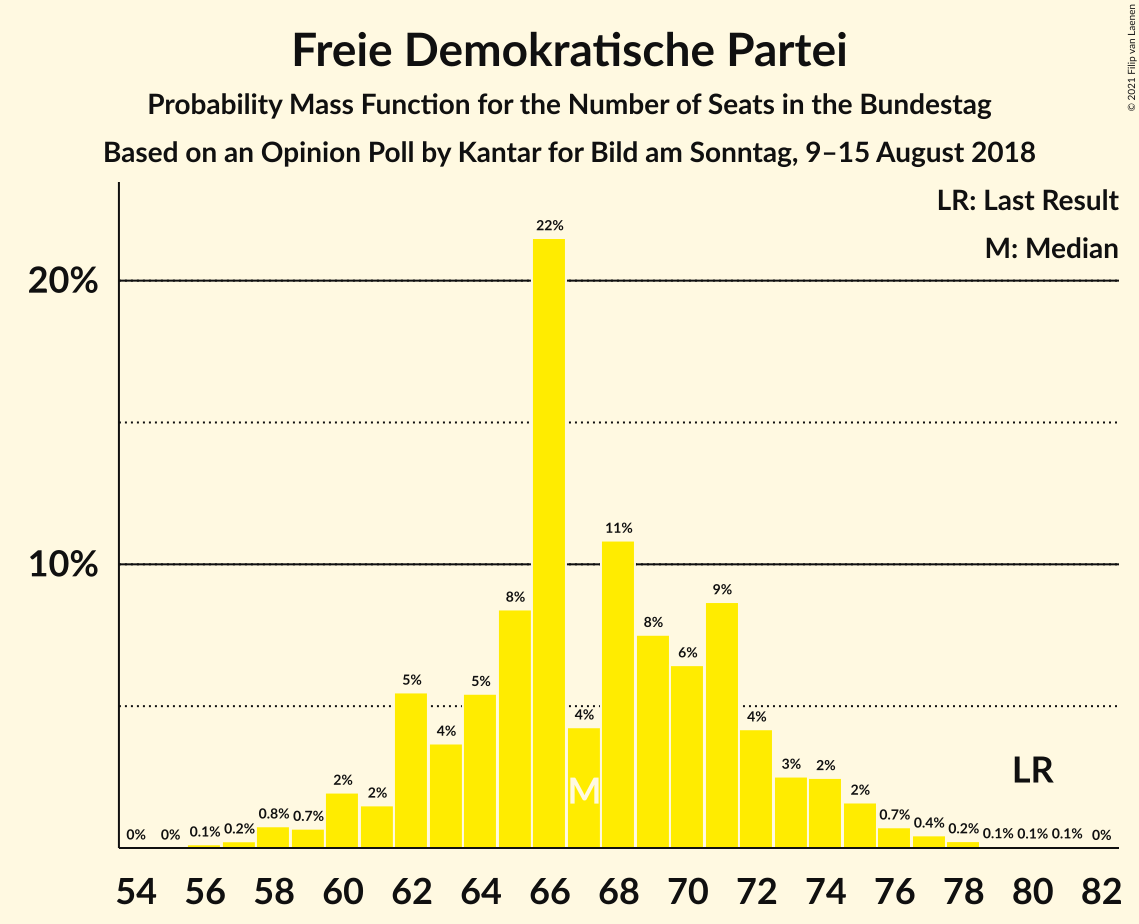 Freie Demokratische Partei
Probability Mass Function for the Number of Seats in the Bundestag
Based on an Opinion Poll by Kantar for Bild am Sonntag, 9–15 August 2018
© 2021 Filip van Laenen
LR: Last Result
M: Median
20%
10%
0% 0% 0.1% 0.2% 0.8% 0.7% 2% 2% 5% 4% 5% 8% 22% 4% 11% 8% 6% 9% 4% 3% 2% 2% 0.7% 0.4% 0.2% 0.1% 0.1% 0.1% 0%
M
LR
54 56 58 60 62 64 66 68 70 72 74 76 78 80 82